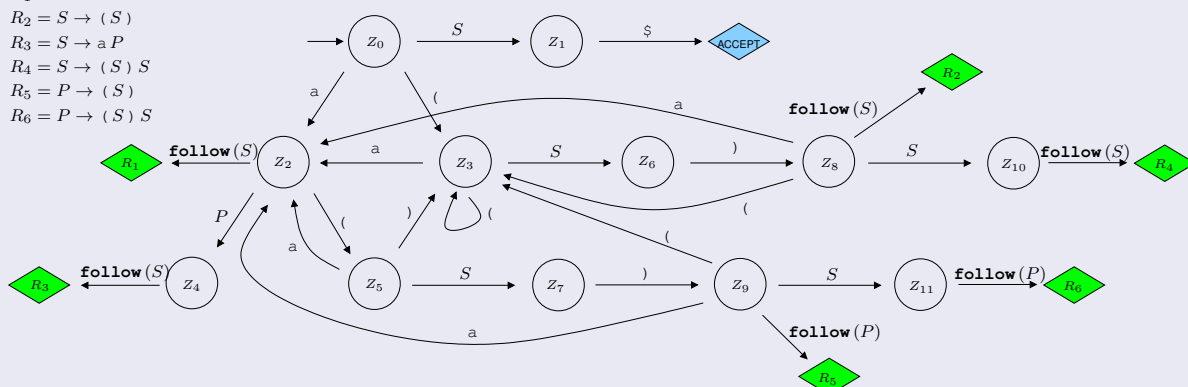 R₂ = S → ( S )
R₃ = S → a P
R₄ = S → ( S ) S
R₅ = P → ( S )
R₆ = P → ( S ) S
Z₀ S Z₁ $ ACCEPT
a ( a follow(S) R₂
R₁ follow(S) Z₂ a Z₃ S Z₆ ) Z₈ S Z₁₀ follow(S) R₄
P ( ) ( (
a (
R₃ follow(S) Z₄ Z₅ S Z₇ ) Z₉ S Z₁₁ follow(P) R₆
a follow(P)
R₅